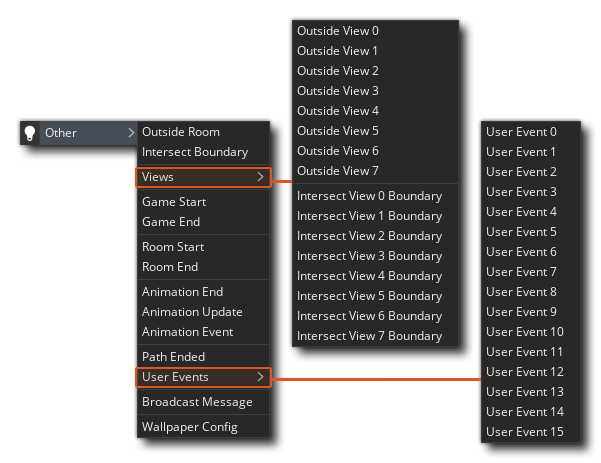 Other
Outside Room
Intersect Boundary
Views
Game Start
Game End
Room Start
Room End
Animation End
Animation Update
Animation Event
Path Ended
User Events
Broadcast Message
Wallpaper Config
Outside View 0
Outside View 1
Outside View 2
Outside View 3
Outside View 4
Outside View 5
Outside View 6
Outside View 7
Intersect View 0 Boundary
Intersect View 1 Boundary
Intersect View 2 Boundary
Intersect View 3 Boundary
Intersect View 4 Boundary
Intersect View 5 Boundary
Intersect View 6 Boundary
Intersect View 7 Boundary
User Event 0
User Event 1
User Event 2
User Event 3
User Event 4
User Event 5
User Event 6
User Event 7
User Event 8
User Event 9
User Event 10
User Event 11
User Event 12
User Event 13
User Event 14
User Event 15